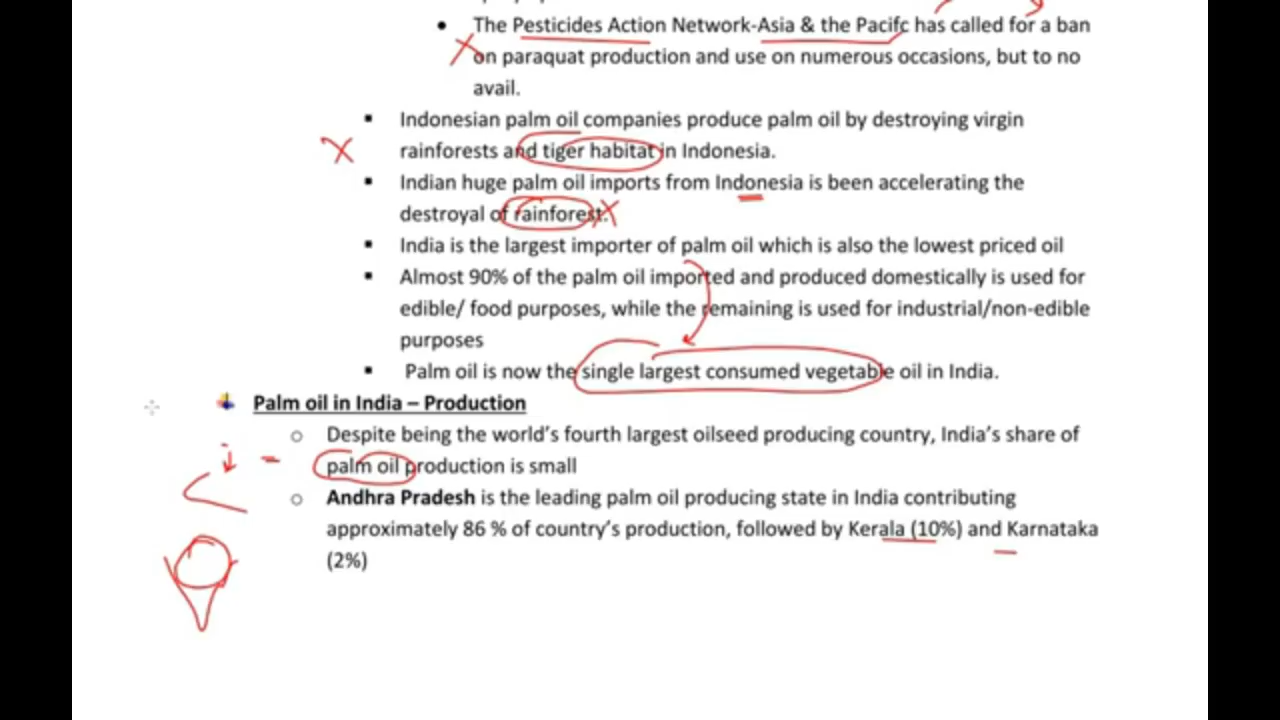 The Pesticides Action Network-Asia & the Pacifc has called for a ban
on paraquat production and use on numerous occasions, but to no
avail.
Indonesian palm oil companies produce palm oil by destroying virgin
rainforests and tiger habitat in Indonesia.
Indian huge palm oil imports from Indonesia is been accelerating the
destroyal of rainforest.
India is the largest importer of palm oil which is also the lowest priced oil
Almost 90% of the palm oil imported and produced domestically is used for
edible/ food purposes, while the remaining is used for industrial/non-edible
purposes
Palm oil is now the single largest consumed vegetable oil in India.
Palm oil in India – Production
Despite being the world's fourth largest oilseed producing country, India's share of
palm oil production is small
Andhra Pradesh is the leading palm oil producing state in India contributing
approximately 86 % of country's production, followed by Kerala (10%) and Karnataka
(2%)